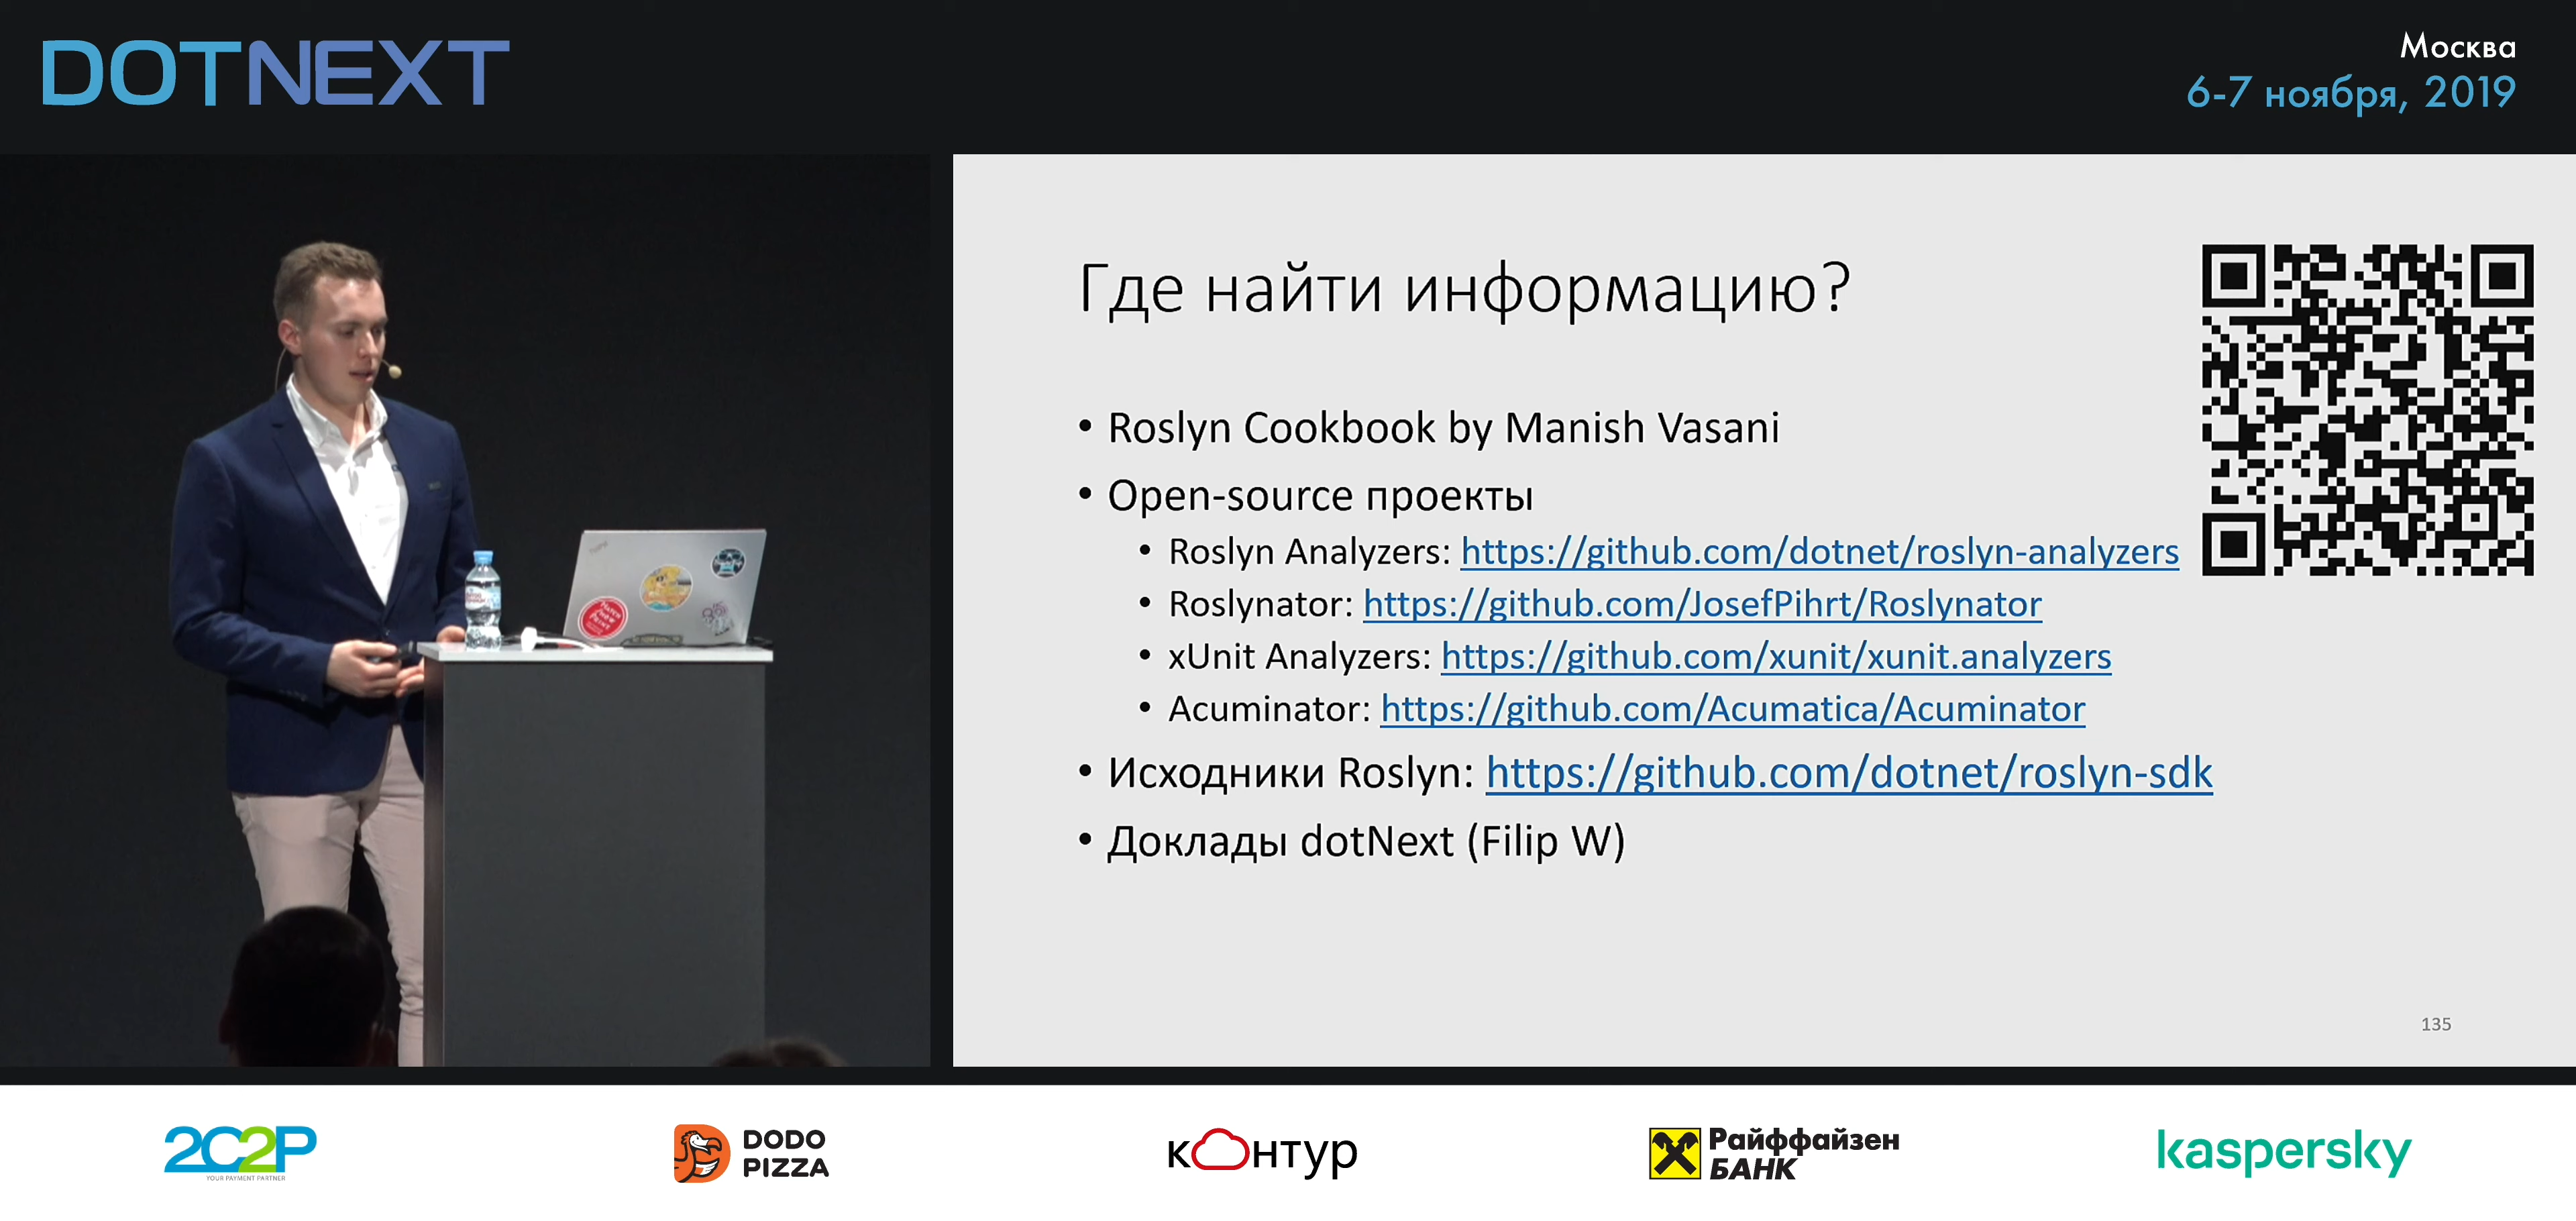 DOTNEXT
Москва
6-7 ноября, 2019
Где найти информацию?
• Roslyn Cookbook by Manish Vasani
• Open-source проекты
• Roslyn Analyzers: https://github.com/dotnet/roslyn-analyzers
• Roslynator: https://github.com/JosefPihrt/Roslynator
• xUnit Analyzers: https://github.com/xunit/xunit.analyzers
• Acuminator: https://github.com/Acumatica/Acuminator
• Исходники Roslyn: https://github.com/dotnet/roslyn-sdk
• Доклады dotNext (Filip W)
135
2C2P
YOUR PAYMENT PARTNER
DODO
PIZZA
контур
Райффайзен
БАНК
kaspersky